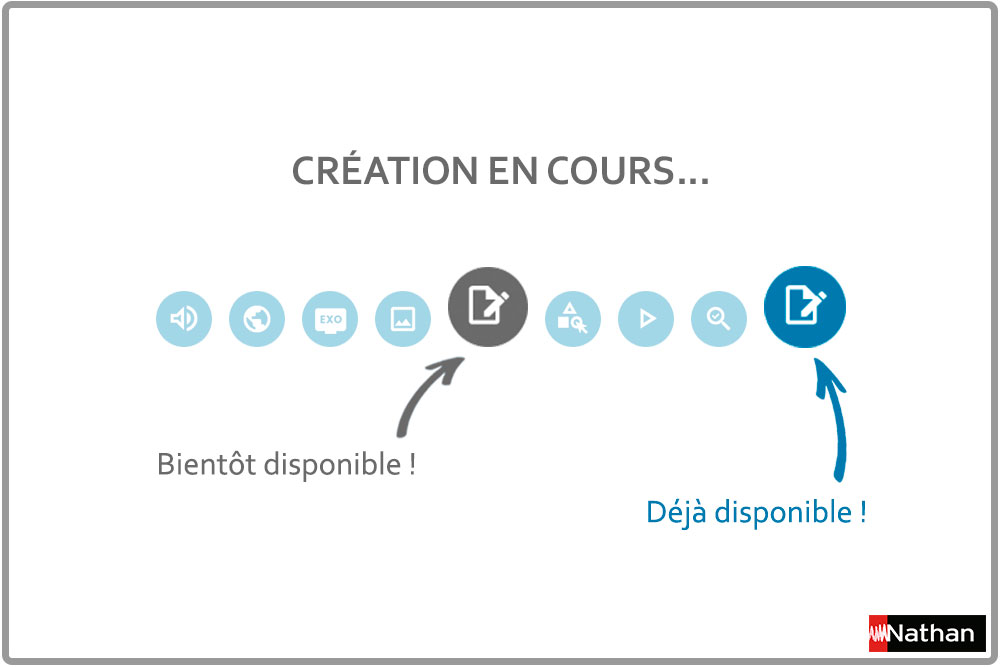 CRÉATION EN COURS...
EXO
Bientôt disponible !
Déjà disponible !
Nathan